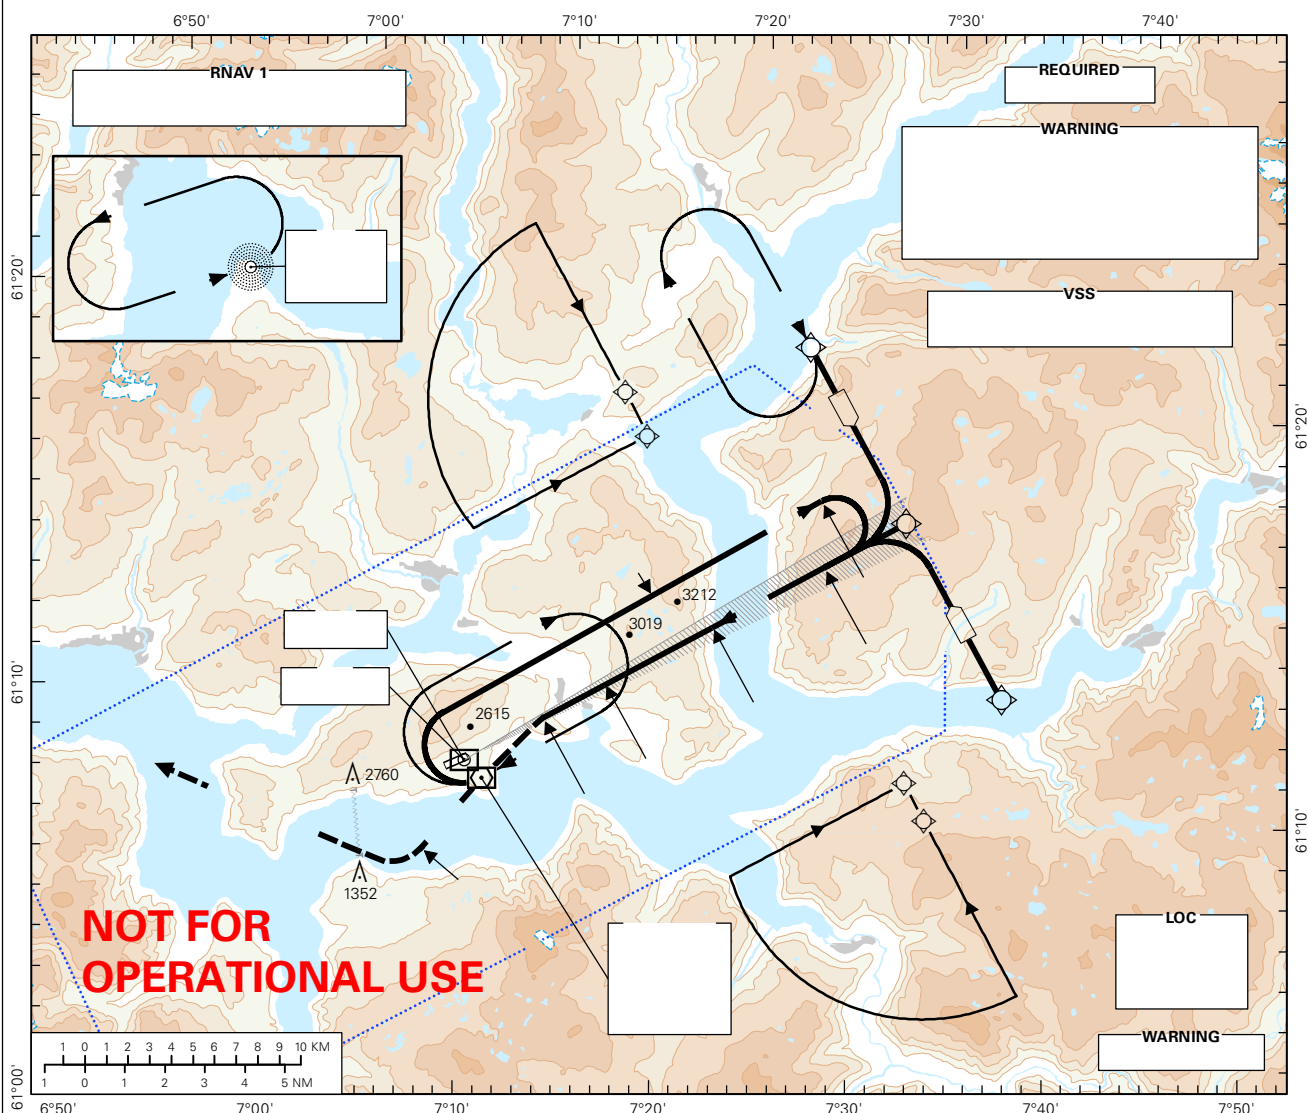 6°50' 7°00' 7°10' 7°20' 7°30' 7°40'
RNAV 1
REQUIRED
WARNING
VSS
61°20'
61°20'
3212
3019
61°10'
2615
2760
61°10'
1352
NOT FOR
OPERATIONAL USE
LOC
WARNING
1 0 1 2 3 4 5 6 7 8 9 10 KM
1 0 1 2 3 4 5 NM
61°00'
6°50' 7°00' 7°10' 7°20' 7°30' 7°40' 7°50'